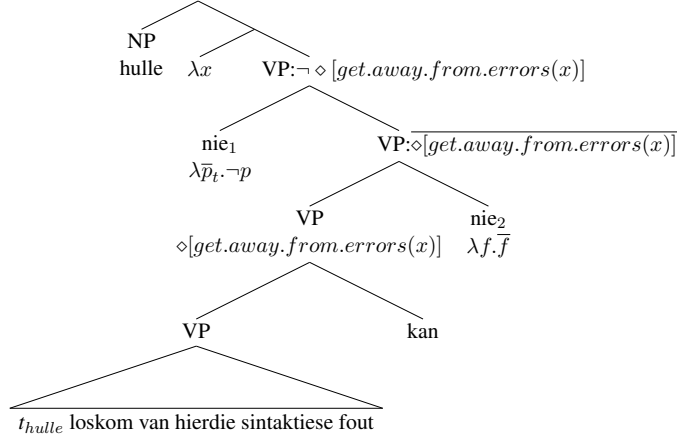 NP
hulle λx VP:¬ ⋄ [get.away.from.errors(x)]
nie₁ VP:⋄[get.away.from.errors(x)]
λp̅ₜ.¬p
VP nie₂
⋄[get.away.from.errors(x)] λf.f̅
VP kan
t_hulle loskom van hierdie sintaktiese fout